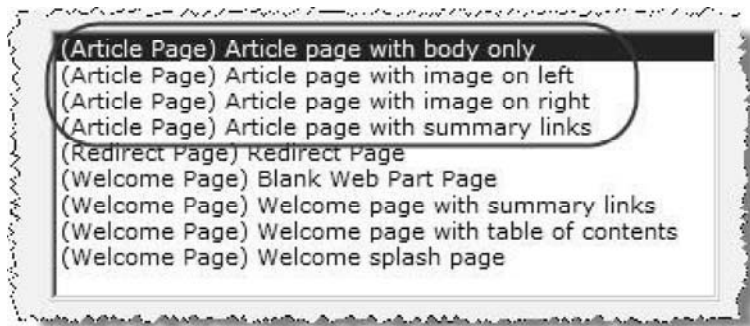 (Article Page) Article page with body only
(Article Page) Article page with image on left
(Article Page) Article page with image on right
(Article Page) Article page with summary links
(Redirect Page) Redirect Page
(Welcome Page) Blank Web Part Page
(Welcome Page) Welcome page with summary links
(Welcome Page) Welcome page with table of contents
(Welcome Page) Welcome splash page